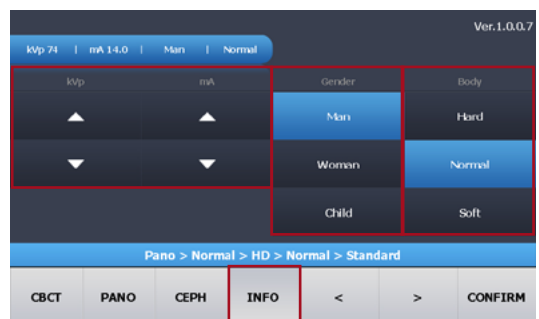 Ver.1.0.0.7
kVp 74 | mA 14.0 | Man | Normal
kVp mA Gender Body
Man Hard
Woman Normal
Child Soft
Pano > Normal > HD > Normal > Standard
CBCT PANO CEPH INFO < > CONFIRM